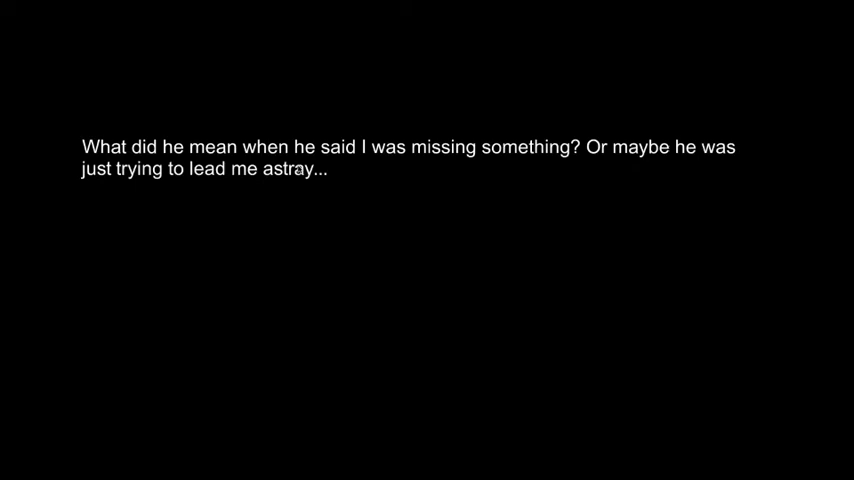 What did he mean when he said I was missing something? Or maybe he was
just trying to lead me astray...